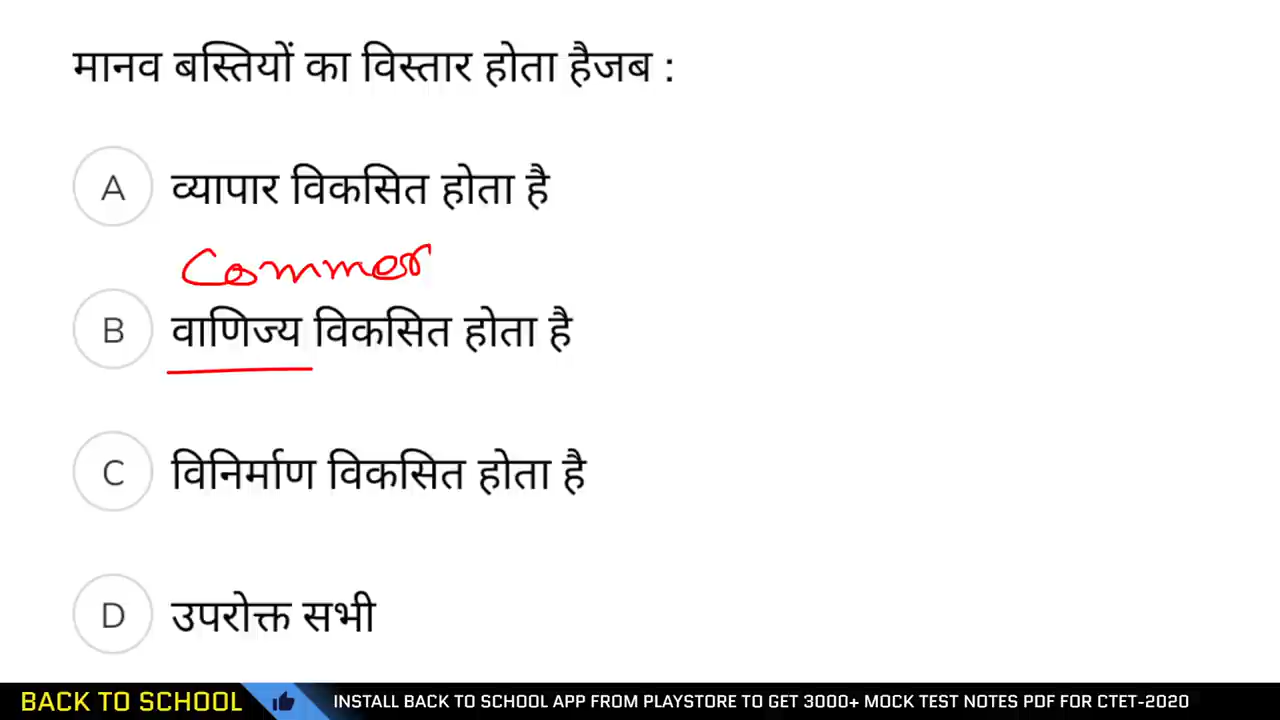 मानव बस्तियों का विस्तार होता हैजब :
A व्यापार विकसित होता है
Commer
B वाणिज्य विकसित होता है
C विनिर्माण विकसित होता है
D उपरोक्त सभी
BACK TO SCHOOL INSTALL BACK TO SCHOOL APP FROM PLAYSTORE TO GET 3000+ MOCK TEST NOTES PDF FOR CTET-2020